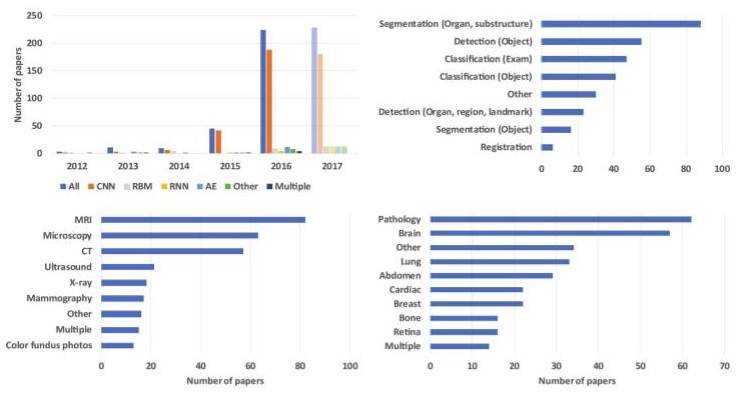 250
200
150
100
50
0
Number of papers
2012 2013 2014 2015 2016 2017
All CNN RBM RNN AE Other Multiple
Segmentation (Organ, substructure)
Detection (Object)
Classification (Exam)
Classification (Object)
Other
Detection (Organ, region, landmark)
Segmentation (Object)
Registration
0 20 40 60 80 100
MRI
Microscopy
CT
Ultrasound
X-ray
Mammography
Other
Multiple
Color fundus photos
0 20 40 60 80 100
Number of papers
Pathology
Brain
Other
Lung
Abdomen
Cardiac
Breast
Bone
Retina
Multiple
0 10 20 30 40 50 60 70
Number of papers